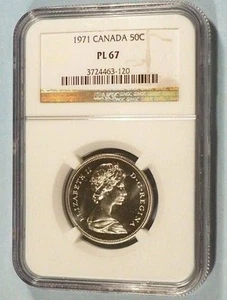 1971 CANADA 50C
PL 67
3724463-120
ELIZABETH II D·G·REGINA